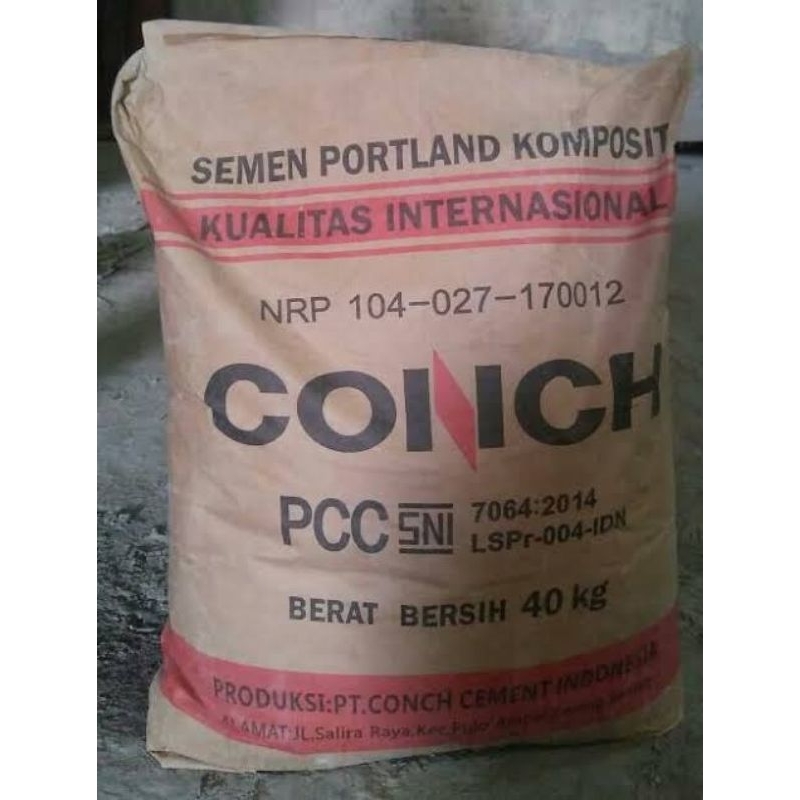 SEMEN PORTLAND KOMPOSIT
KUALITAS INTERNASIONAL
NRP 104-027-170012
CONCH
PCC SNI 7064:2014
LSPr-004-IDN
BERAT BERSIH 40 kg
PRODUKSI:PT.CONCH CEMENT INDONESIA
ALAMAT:JL.Salira Raya,Kec.Pulo